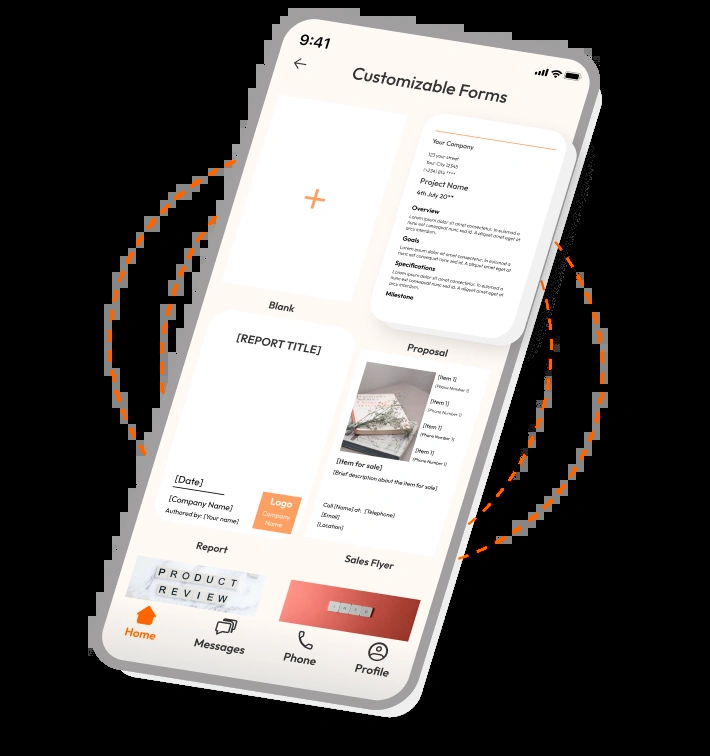 9:41
Customizable Forms
Blank
Your Company
123 your street
Your City 12345
Project Name
4th July 20**
Overview
Lorem ipsum dolor sit amet consectetur. In euismod a
nunc est consequat nunc sed id. A aliquet amet eget at
arcu interdum.
Goals
Lorem ipsum dolor sit amet consectetur. In euismod a
nunc est consequat nunc sed id. A aliquet amet eget at
Specifications
Lorem ipsum dolor sit amet consectetur. In euismod a
nunc est consequat nunc sed id. A aliquet amet eget at
arcu interdum.
Milestone
Proposal
[REPORT TITLE]
[Date]
[Company Name]
Authored by: [Your name]
Logo
Company
Name
Report
[Item 1]
[Phone Number 1]
[Item 1]
[Phone Number 1]
[Item 1]
[Phone Number 1]
[Item 1]
[Phone Number 1]
[Item for sale]
[Brief description about the item for sale]
Call [Name] at: [Telephone]
[Email]
[Location]
Sales Flyer
PRODUCT
REVIEW
Home
Messages
Phone
Profile